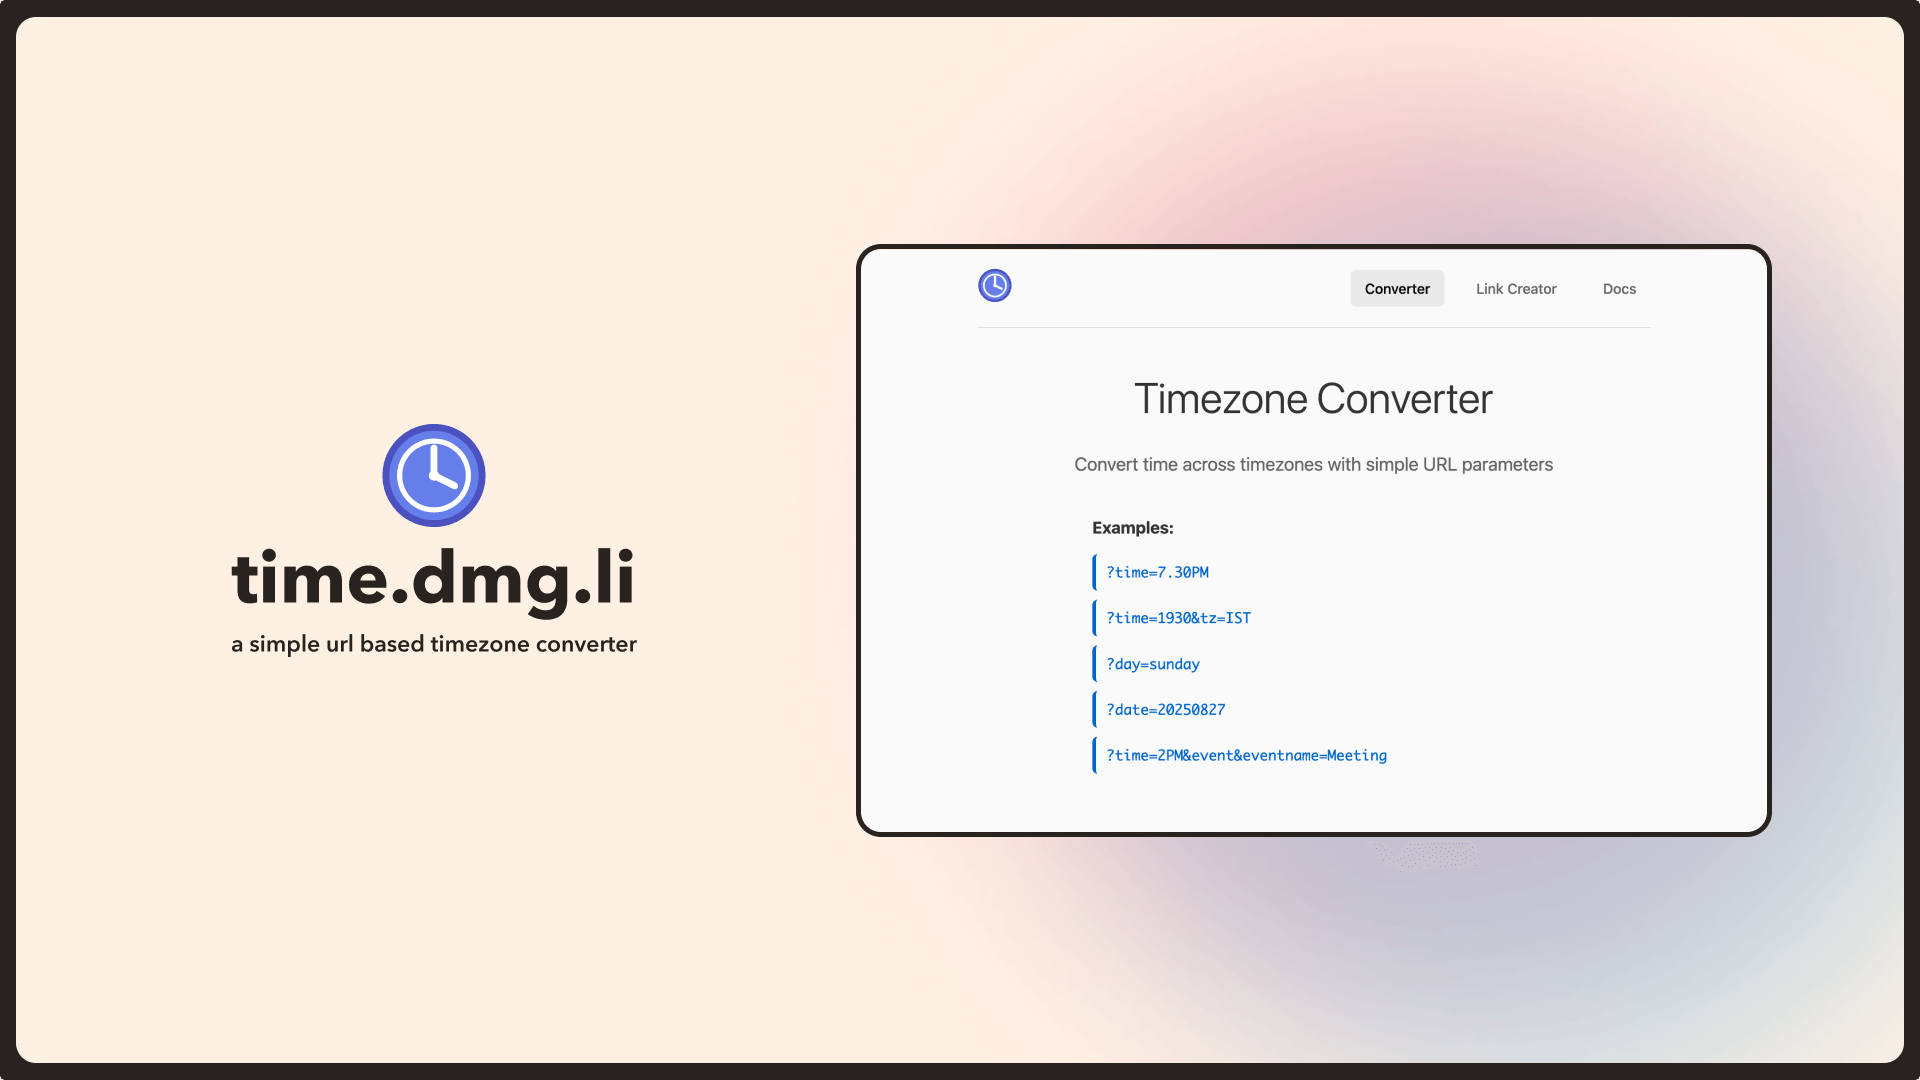 time.dmg.li
a simple url based timezone converter
Converter
Link Creator
Docs
Timezone Converter
Convert time across timezones with simple URL parameters
Examples:
?time=7.30PM
?time=1930&tz=IST
?day=sunday
?date=20250827
?time=2PM&event&eventname=Meeting